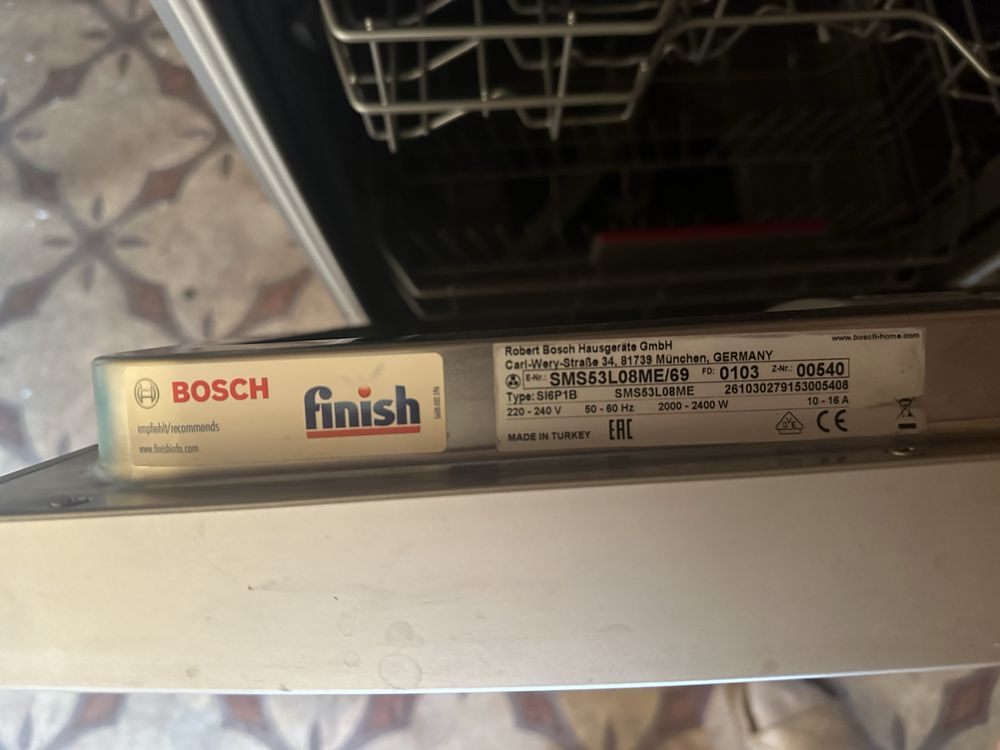 BOSCH
empfiehlt/recommends
www.finishinfo.com
finish
www.bosch-home.com
Robert Bosch Hausgeräte GmbH
Carl-Wery-Straße 34, 81739 München, GERMANY
E-Nr.: SMS53L08ME/69 FD: 0103 Z-Nr.: 00540
Type: SI6P1B SMS53L08ME 261030279153005408
220 - 240 V 50 - 60 Hz 2000 - 2400 W 10 - 16 A
MADE IN TURKEY EAC CE